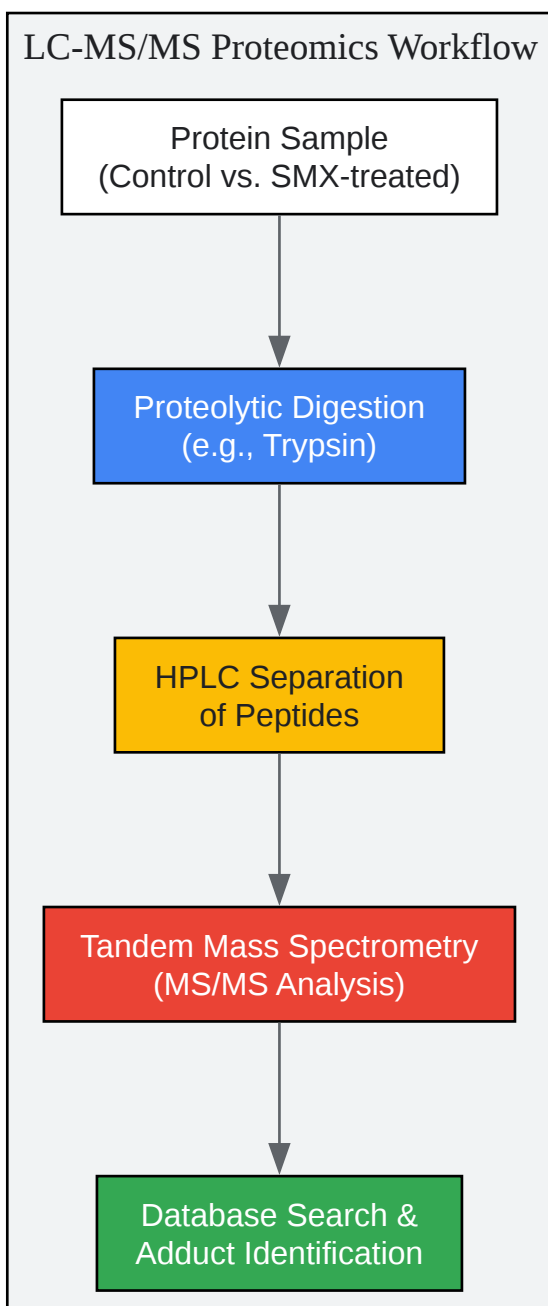 LC-MS/MS Proteomics Workflow
Protein Sample
(Control vs. SMX-treated)
Proteolytic Digestion
(e.g., Trypsin)
HPLC Separation
of Peptides
Tandem Mass Spectrometry
(MS/MS Analysis)
Database Search &
Adduct Identification